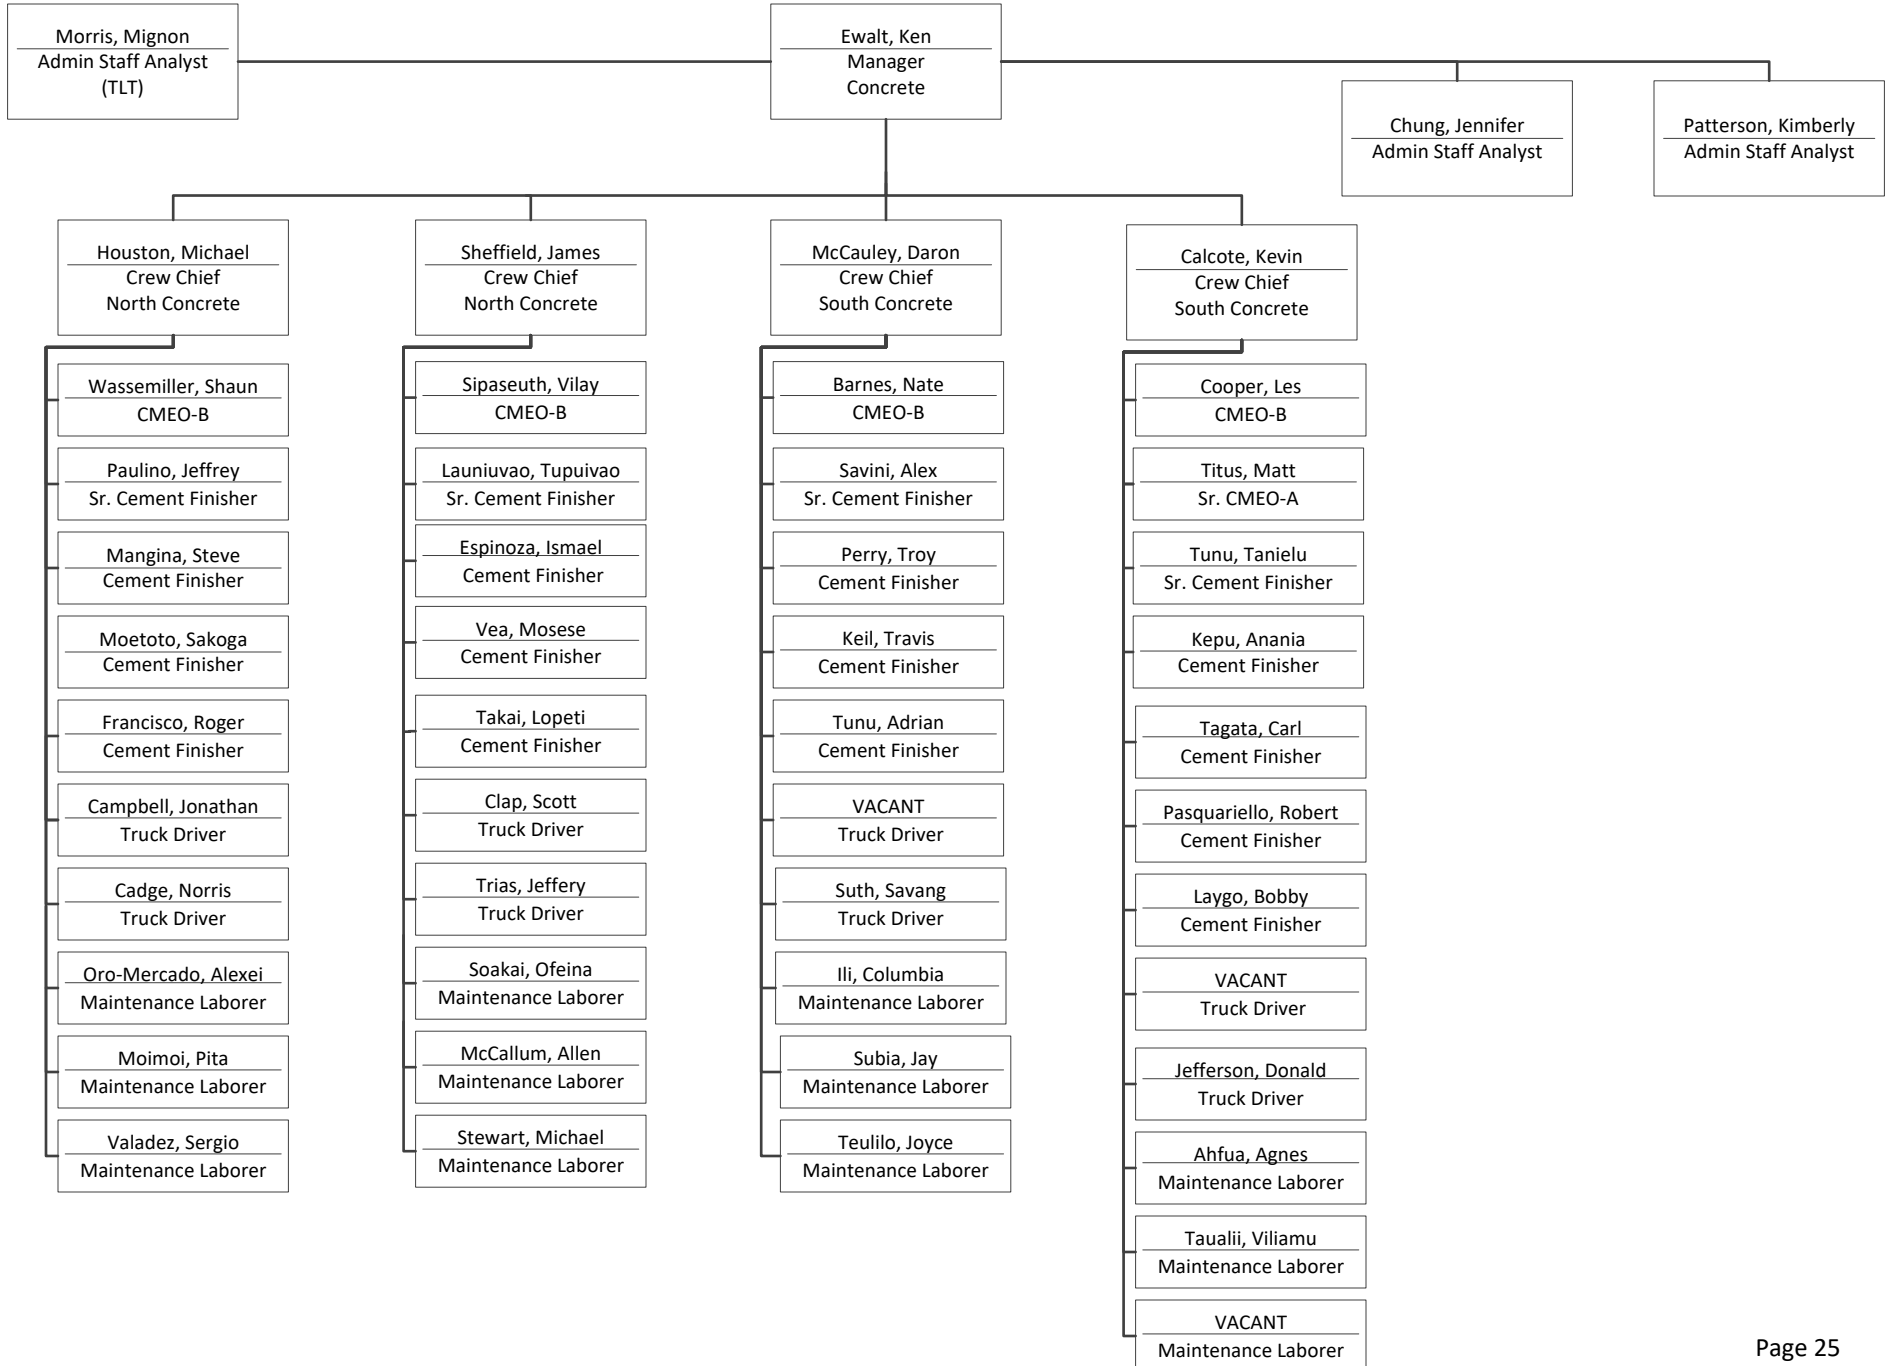 Morris, Mignon
Admin Staff Analyst
(TLT)
Ewalt, Ken
Manager
Concrete
Chung, Jennifer
Admin Staff Analyst
Patterson, Kimberly
Admin Staff Analyst
Houston, Michael
Crew Chief
North Concrete
Wassemiller, Shaun
CMEO-B
Paulino, Jeffrey
Sr. Cement Finisher
Mangina, Steve
Cement Finisher
Moetoto, Sakoga
Cement Finisher
Francisco, Roger
Cement Finisher
Campbell, Jonathan
Truck Driver
Cadge, Norris
Truck Driver
Oro-Mercado, Alexei
Maintenance Laborer
Moimoi, Pita
Maintenance Laborer
Valadez, Sergio
Maintenance Laborer
Sheffield, James
Crew Chief
North Concrete
Sipaseuth, Vilay
CMEO-B
Launiuvao, Tupuivao
Sr. Cement Finisher
Espinoza, Ismael
Cement Finisher
Vea, Mosese
Cement Finisher
Takai, Lopeti
Cement Finisher
Clap, Scott
Truck Driver
Trias, Jeffery
Truck Driver
Soakai, Ofeina
Maintenance Laborer
McCallum, Allen
Maintenance Laborer
Stewart, Michael
Maintenance Laborer
McCauley, Daron
Crew Chief
South Concrete
Barnes, Nate
CMEO-B
Savini, Alex
Sr. Cement Finisher
Perry, Troy
Cement Finisher
Keil, Travis
Cement Finisher
Tunu, Adrian
Cement Finisher
VACANT
Truck Driver
Suth, Savang
Truck Driver
Ili, Columbia
Maintenance Laborer
Subia, Jay
Maintenance Laborer
Teulilo, Joyce
Maintenance Laborer
Calcote, Kevin
Crew Chief
South Concrete
Cooper, Les
CMEO-B
Titus, Matt
Sr. CMEO-A
Tunu, Tanielu
Sr. Cement Finisher
Kepu, Anania
Cement Finisher
Tagata, Carl
Cement Finisher
Pasquariello, Robert
Cement Finisher
Laygo, Bobby
Cement Finisher
VACANT
Truck Driver
Jefferson, Donald
Truck Driver
Ahfua, Agnes
Maintenance Laborer
Taualii, Viliamu
Maintenance Laborer
VACANT
Maintenance Laborer
Page 25